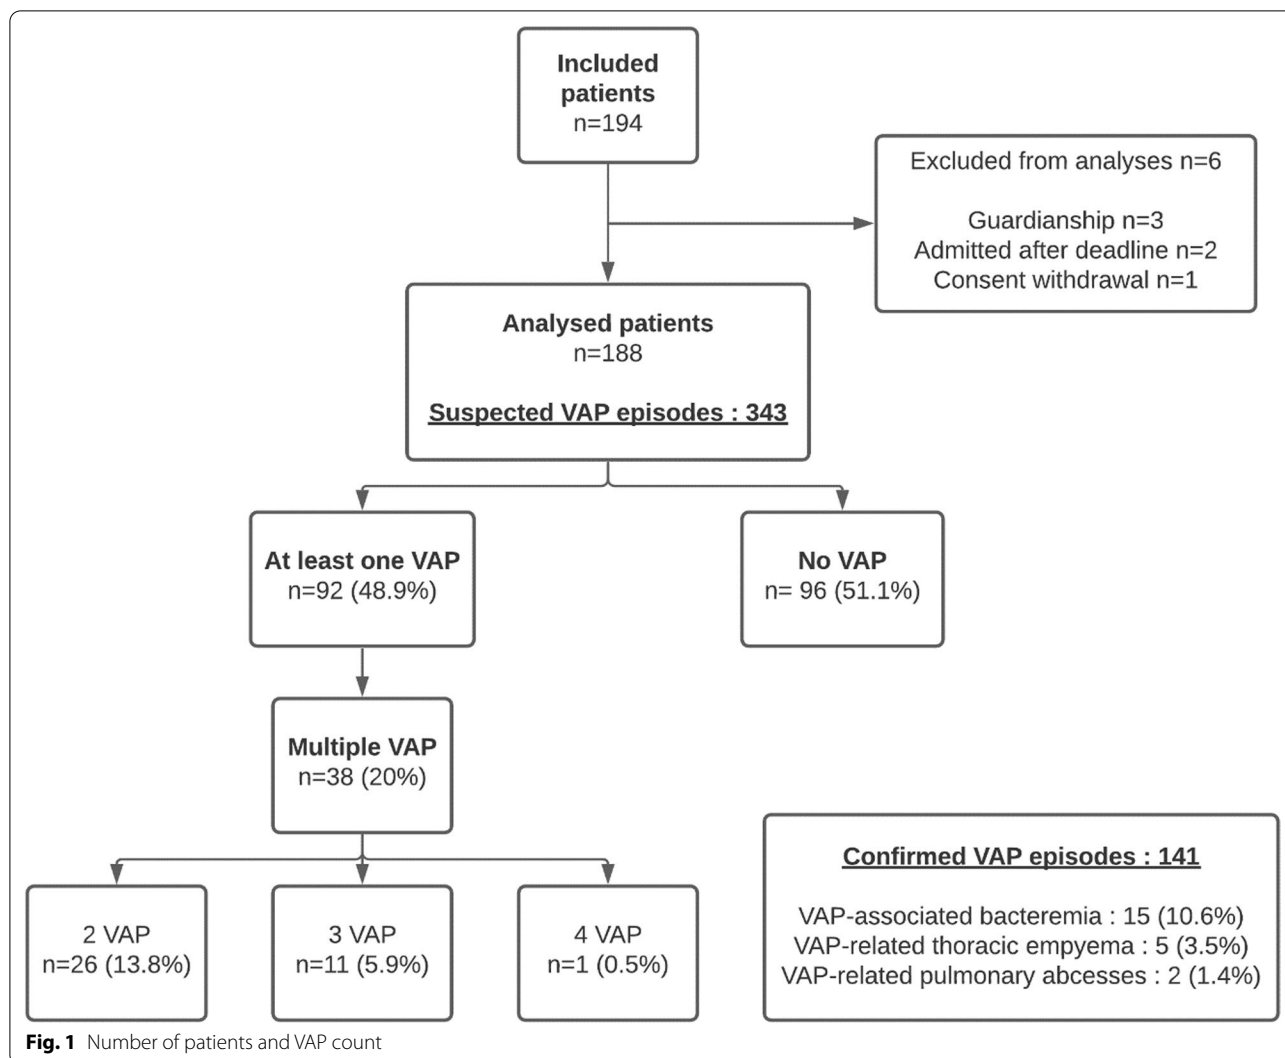 Included
patients
n=194
Excluded from analyses n=6
Guardianship n=3
Admitted after deadline n=2
Consent withdrawal n=1
Analysed patients
n=188
Suspected VAP episodes : 343
At least one VAP
n=92 (48.9%)
No VAP
n= 96 (51.1%)
Multiple VAP
n=38 (20%)
2 VAP
n=26 (13.8%)
3 VAP
n=11 (5.9%)
4 VAP
n=1 (0.5%)
Confirmed VAP episodes : 141
VAP-associated bacteremia : 15 (10.6%)
VAP-related thoracic empyema : 5 (3.5%)
VAP-related pulmonary abcesses : 2 (1.4%)
Fig. 1 Number of patients and VAP count